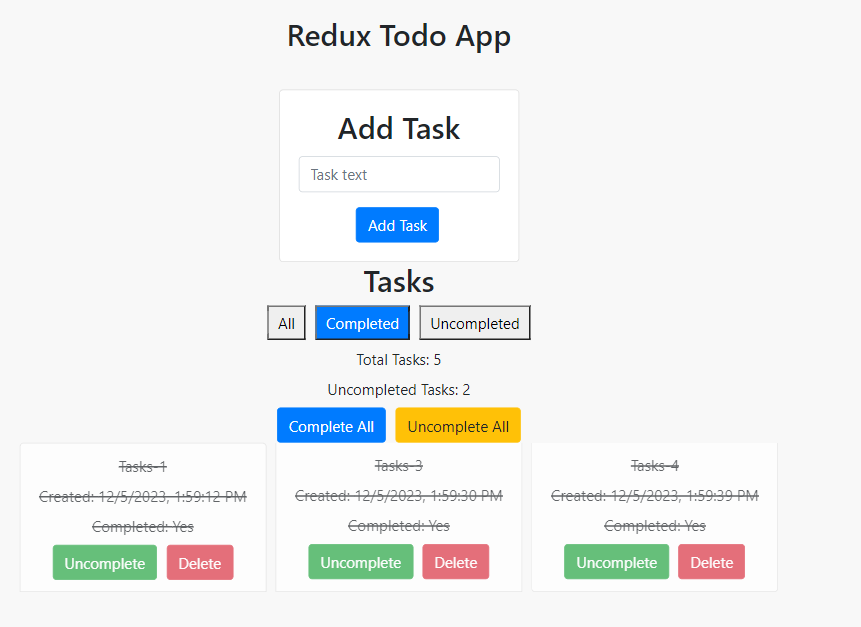 Redux Todo App
Add Task
Task text
Add Task
Tasks
All Completed Uncompleted
Total Tasks: 5
Uncompleted Tasks: 2
Complete All Uncomplete All
Tasks-1 Tasks-3 Tasks-4
Created: 12/5/2023, 1:59:12 PM Created: 12/5/2023, 1:59:30 PM Created: 12/5/2023, 1:59:39 PM
Completed: Yes Completed: Yes Completed: Yes
Uncomplete Delete Uncomplete Delete Uncomplete Delete